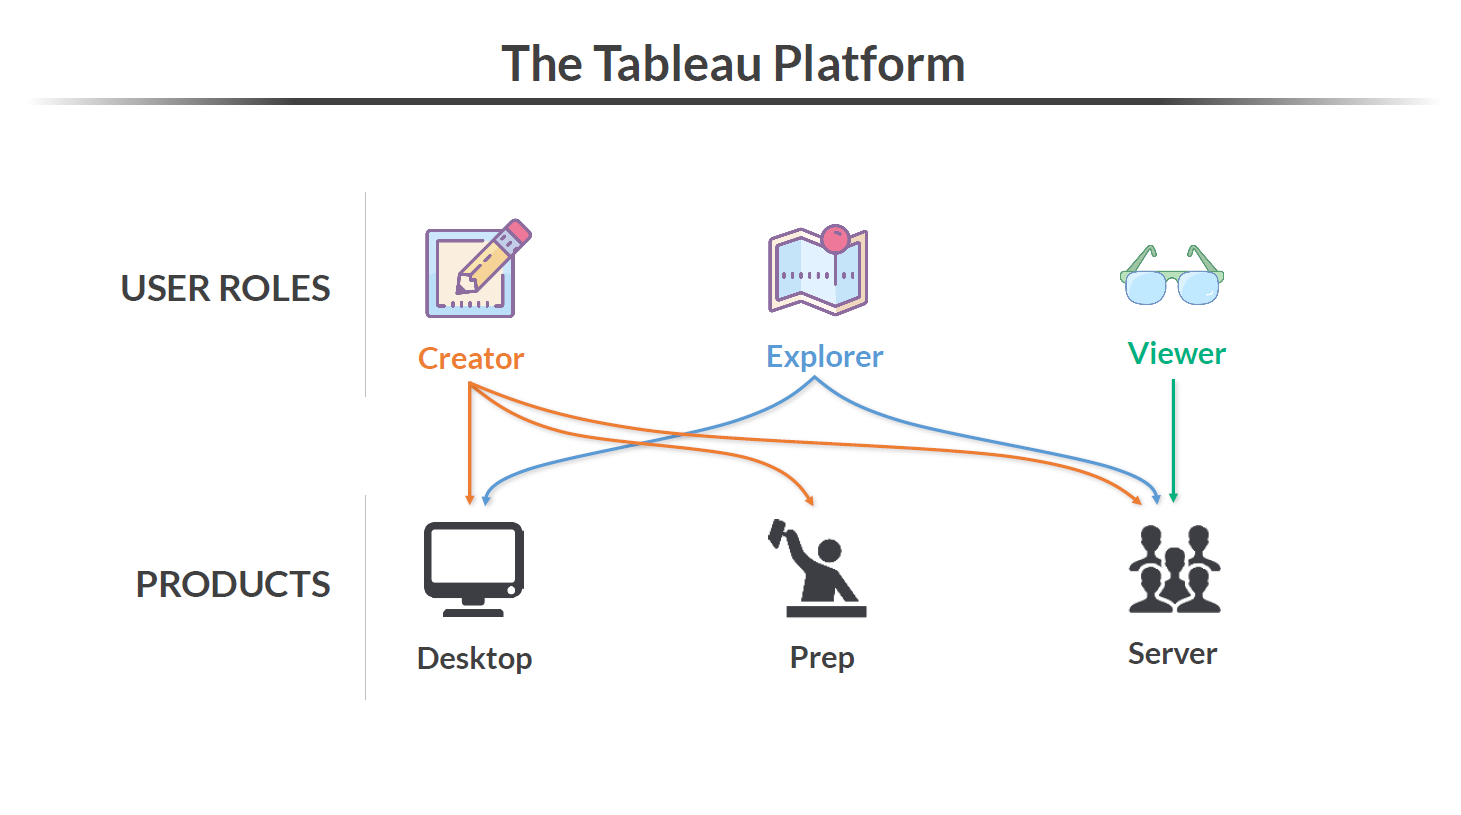 The Tableau Platform
USER ROLES
Creator
Explorer
Viewer
PRODUCTS
Desktop
Prep
Server